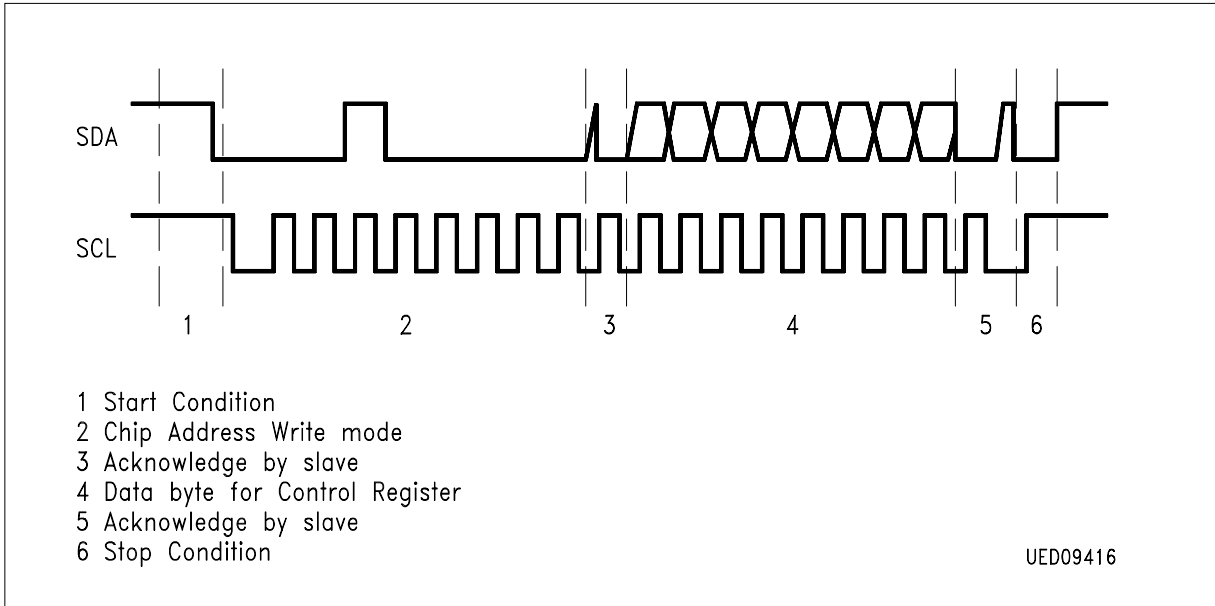 SDA
SCL
1 2 3 4 5 6
1 Start Condition
2 Chip Address Write mode
3 Acknowledge by slave
4 Data byte for Control Register
5 Acknowledge by slave
6 Stop Condition
UED09416